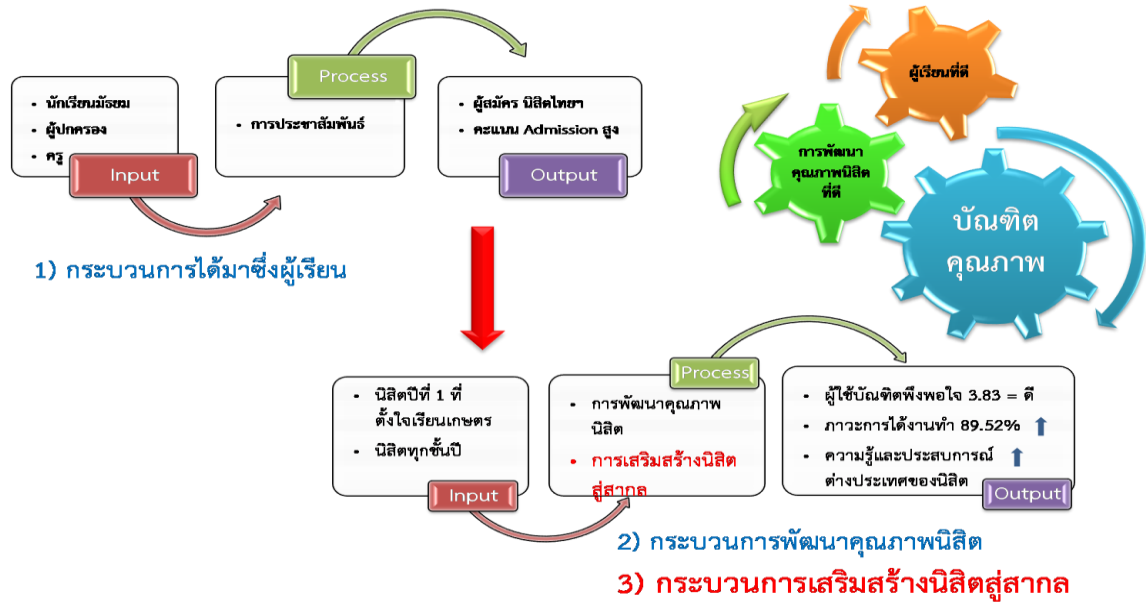 Process
• นักเรียนมัธยม
• ผู้ปกครอง
• ครู
Input
• การประชาสัมพันธ์
• ผู้สมัคร นิสิตไทยฯ
• คะแนน Admission สูง
Output
1) กระบวนการได้มาซึ่งผู้เรียน
ผู้เรียนที่ดี
การพัฒนา
คุณภาพนิสิต
ที่ดี
บัณฑิต
คุณภาพ
• นิสิตปีที่ 1 ที่
ตั้งใจเรียนเกษตร
• นิสิตทุกชั้นปี
Input
Process
• การพัฒนาคุณภาพ
นิสิต
• การเสริมสร้างนิสิต
สู่สากล
• ผู้ใช้บัณฑิตพึงพอใจ 3.83 = ดี
• ภาวะการได้งานทำ 89.52%
• ความรู้และประสบการณ์
ต่างประเทศของนิสิต
Output
2) กระบวนการพัฒนาคุณภาพนิสิต
3) กระบวนการเสริมสร้างนิสิตสู่สากล